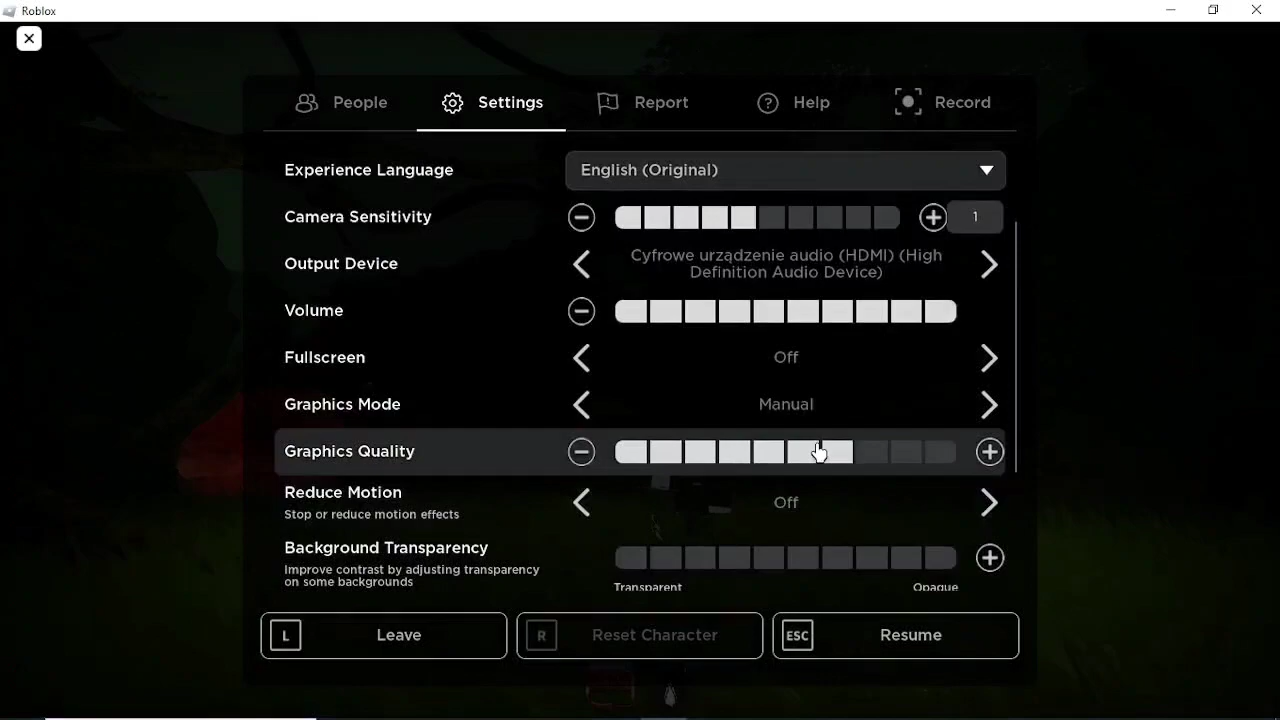 Roblox
People
Settings
Report
Help
Record
Experience Language
English (Original)
Camera Sensitivity
1
Output Device
Cyfrowe urządzenie audio (HDMI) (High
Definition Audio Device)
Volume
Fullscreen
Off
Graphics Mode
Manual
Graphics Quality
Reduce Motion
Stop or reduce motion effects
Off
Background Transparency
Improve contrast by adjusting transparency
on some backgrounds
Transparent
Opaque
L
Leave
R
Reset Character
ESC
Resume